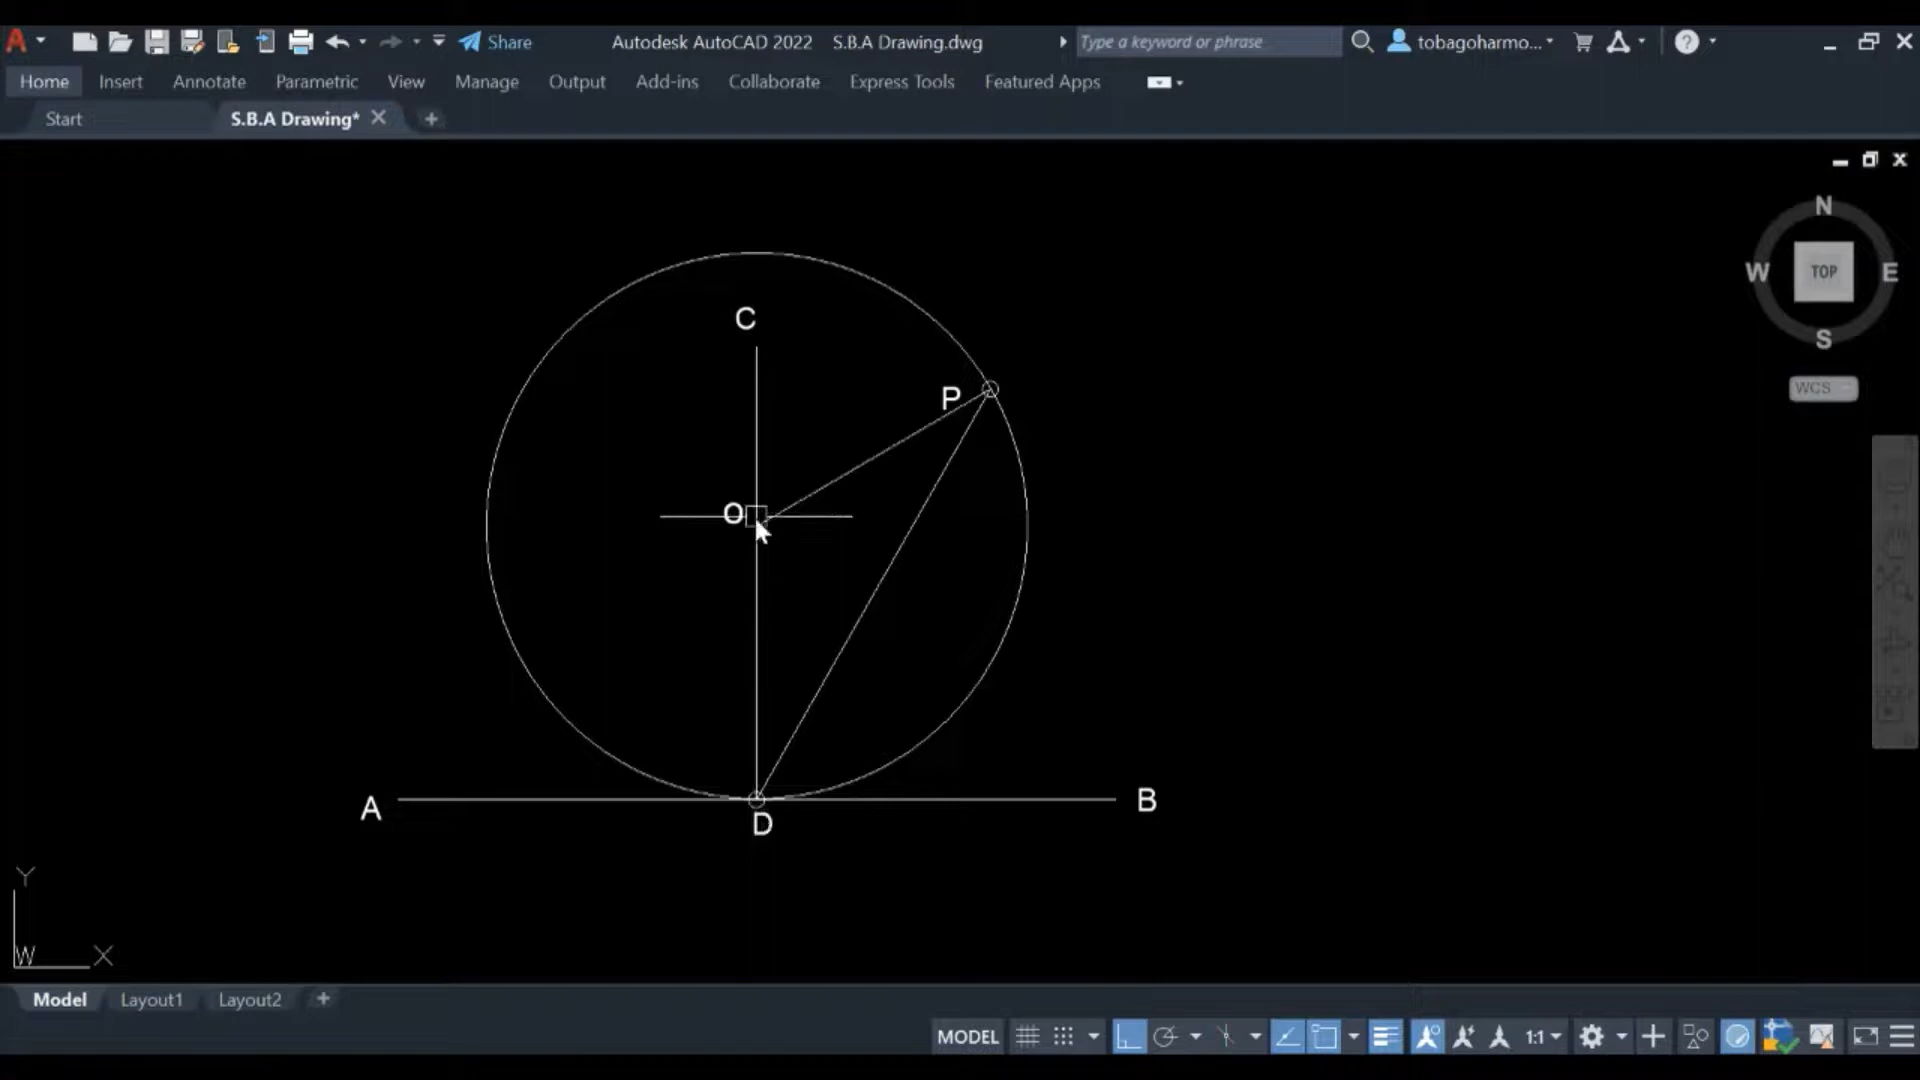 Share
Autodesk AutoCAD 2022 S.B.A Drawing.dwg
Type a keyword or phrase
tobagoharmo...
Home Insert Annotate Parametric View Manage Output Add-ins Collaborate Express Tools Featured Apps
Start
S.B.A Drawing*
N
W TOP E
S
WCS
C
P
O
A B
D
Y
W X
Model Layout1 Layout2
MODEL 1:1